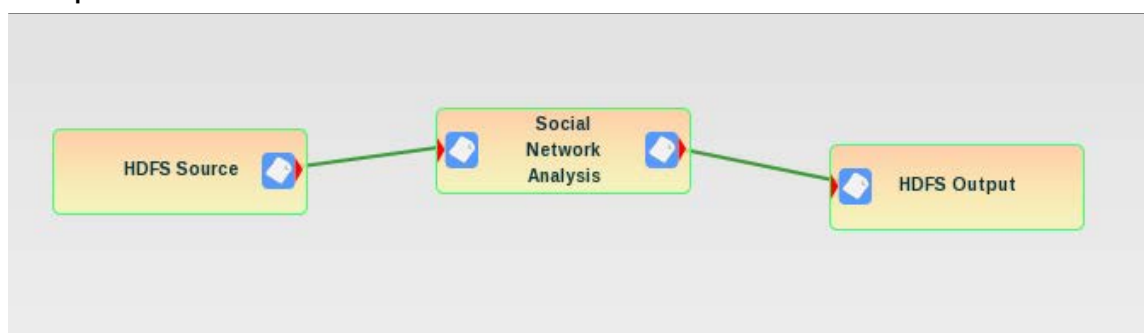 HDFS Source
Social
Network
Analysis
HDFS Output